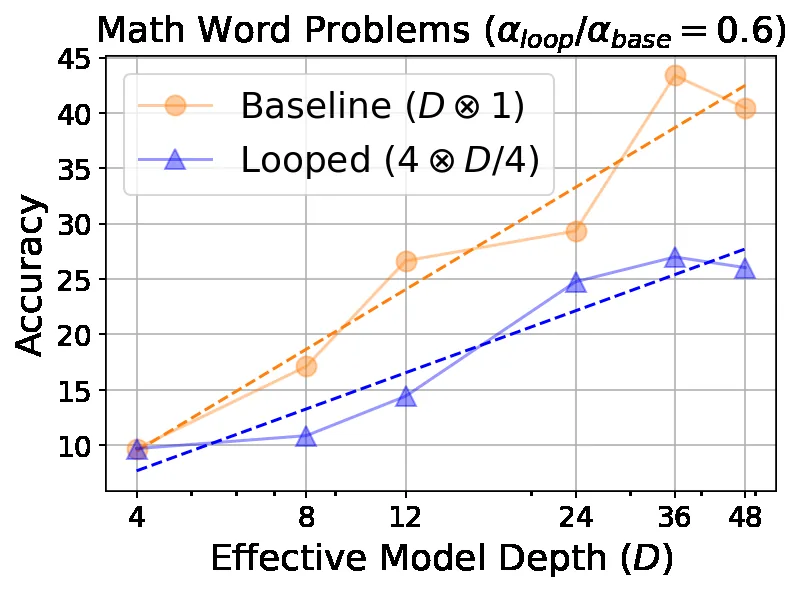 Math Word Problems (α_loop/α_base = 0.6)
Baseline (D ⊗ 1)
Looped (4 ⊗ D/4)
Accuracy
45
40
35
30
25
20
15
10
4 8 12 24 36 48
Effective Model Depth (D)